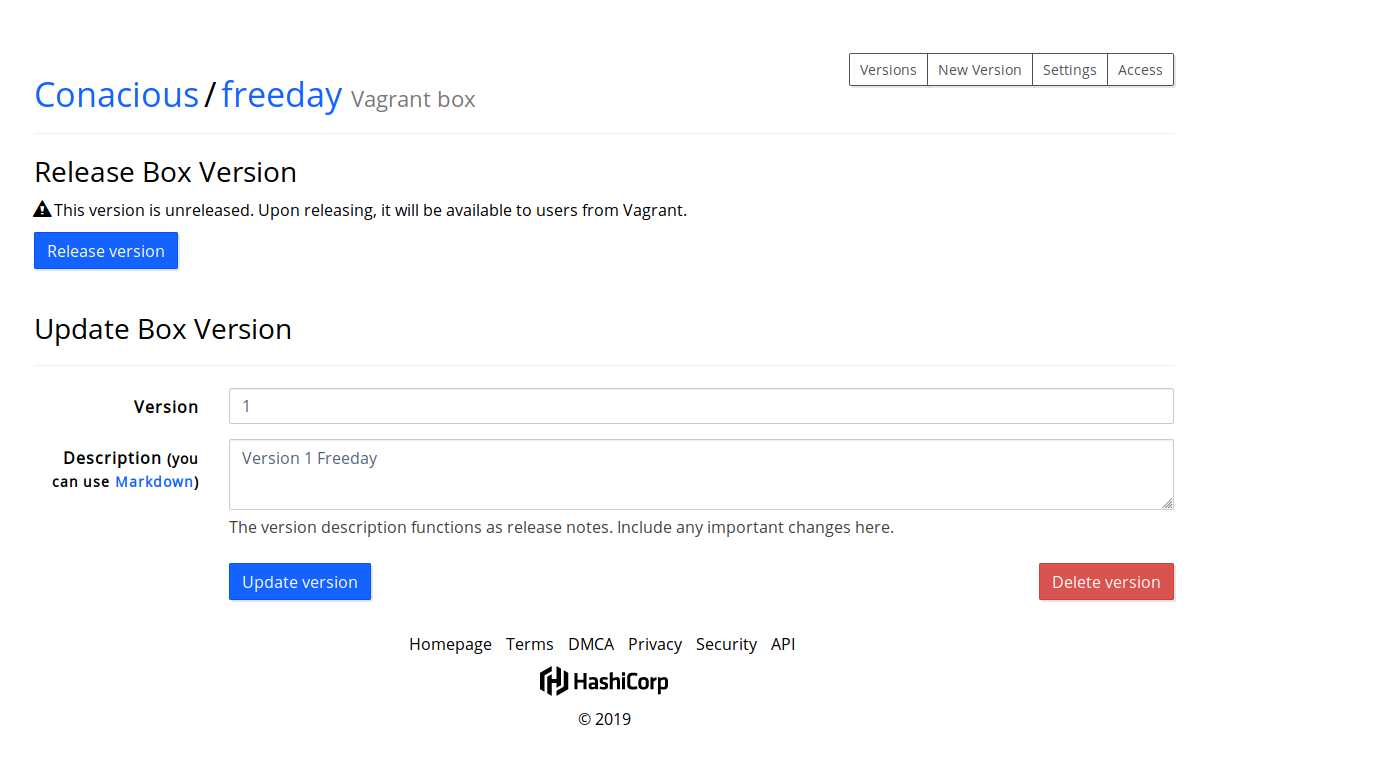 Versions New Version Settings Access
Conacious/freeday Vagrant box
Release Box Version
This version is unreleased. Upon releasing, it will be available to users from Vagrant.
Release version
Update Box Version
Version 1
Description (you
can use Markdown)
Version 1 Freeday
The version description functions as release notes. Include any important changes here.
Update version Delete version
Homepage Terms DMCA Privacy Security API
HashiCorp
© 2019